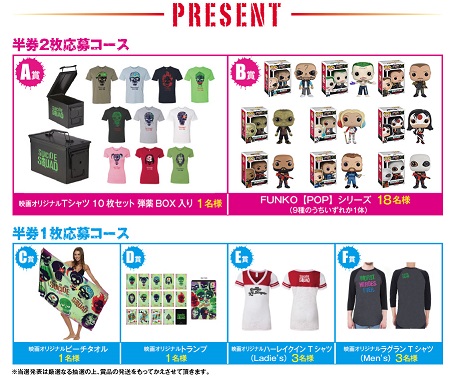 PRESENT
半券2枚応募コース
A賞
SUICIDE SQUAD
映画オリジナルTシャツ 10枚セット 弾薬BOX入り 1名様
B賞
FUNKO【POP】シリーズ 18名様
(9種のうちいずれか1体)
半券1枚応募コース
C賞
映画オリジナルビーチタオル
1名様
D賞
映画オリジナルトランプ
1名様
E賞
映画オリジナルハーレイクイン Tシャツ
(Ladie's) 3名様
F賞
映画オリジナルラグラン Tシャツ
(Men's) 3名様
※当選発表は厳選なる抽選の上、賞品の発送をもってかえさせて頂きます。